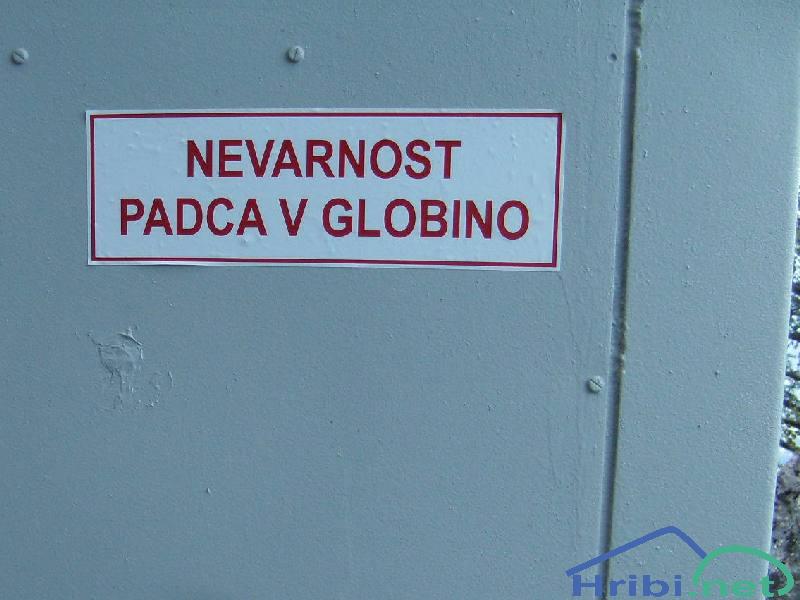 NEVARNOST
PADCA V GLOBINO
Hribi.net